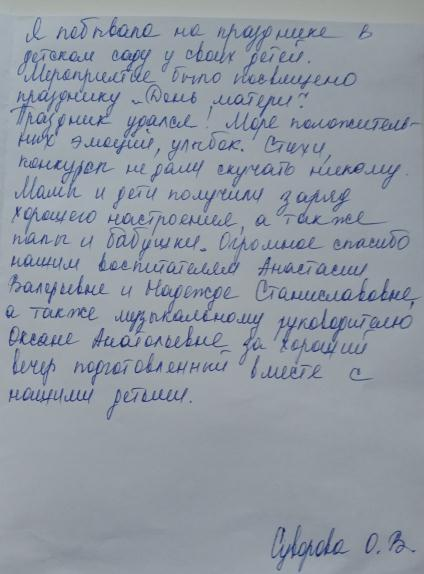 Я побывала на празднике в
детском саду у своих детей.
Мероприятие было посвящено
празднику „День матери".
Праздник удался! Море положитель-
ных эмоций, улыбок. Стихи,
конкурсы не дали скучать никому.
Мамы и дети получили заряд
хорошего настроения, а также
папы и бабушки. Огромное спасибо
нашим воспитателям Анастасии
Валерьевне и Надежде Станиславовне,
а также музыкальному руководителю
Оксане Анатольевне за хороший
вечер подготовленный вместе с
нашими детьми.
Суворова О.В.